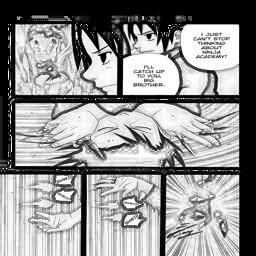 I JUST
CAN'T STOP
THINKING
ABOUT
NINJA
ACADEMY!
I'LL
CATCH UP
TO YOU,
BIG
BROTHER.